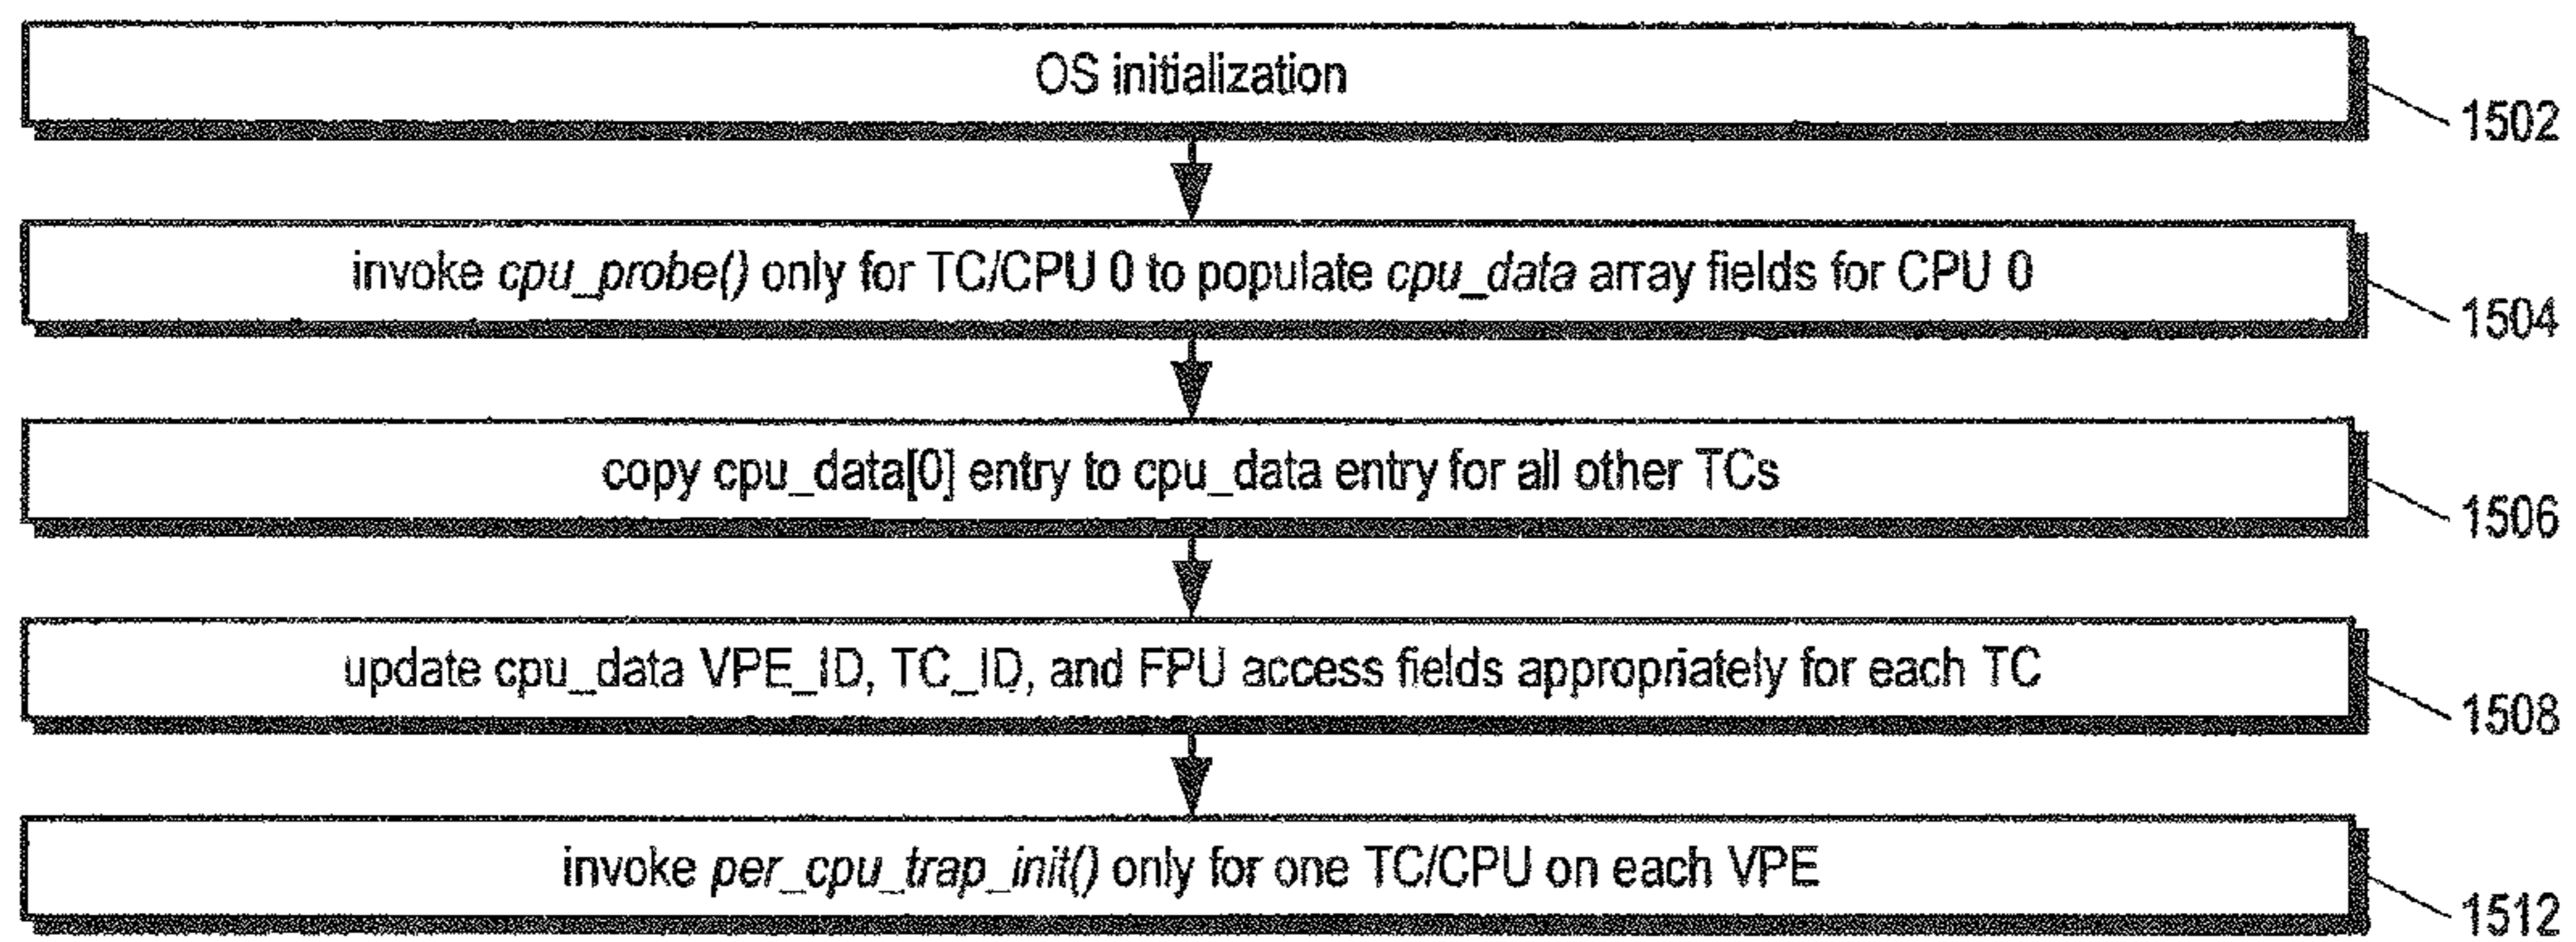 OS initialization
1502
invoke cpu_probe() only for TC/CPU 0 to populate cpu_data array fields for CPU 0
1504
copy cpu_data[0] entry to cpu_data entry for all other TCs
1506
update cpu_data VPE_ID, TC_ID, and FPU access fields appropriately for each TC
1508
invoke per_cpu_trap_init() only for one TC/CPU on each VPE
1512